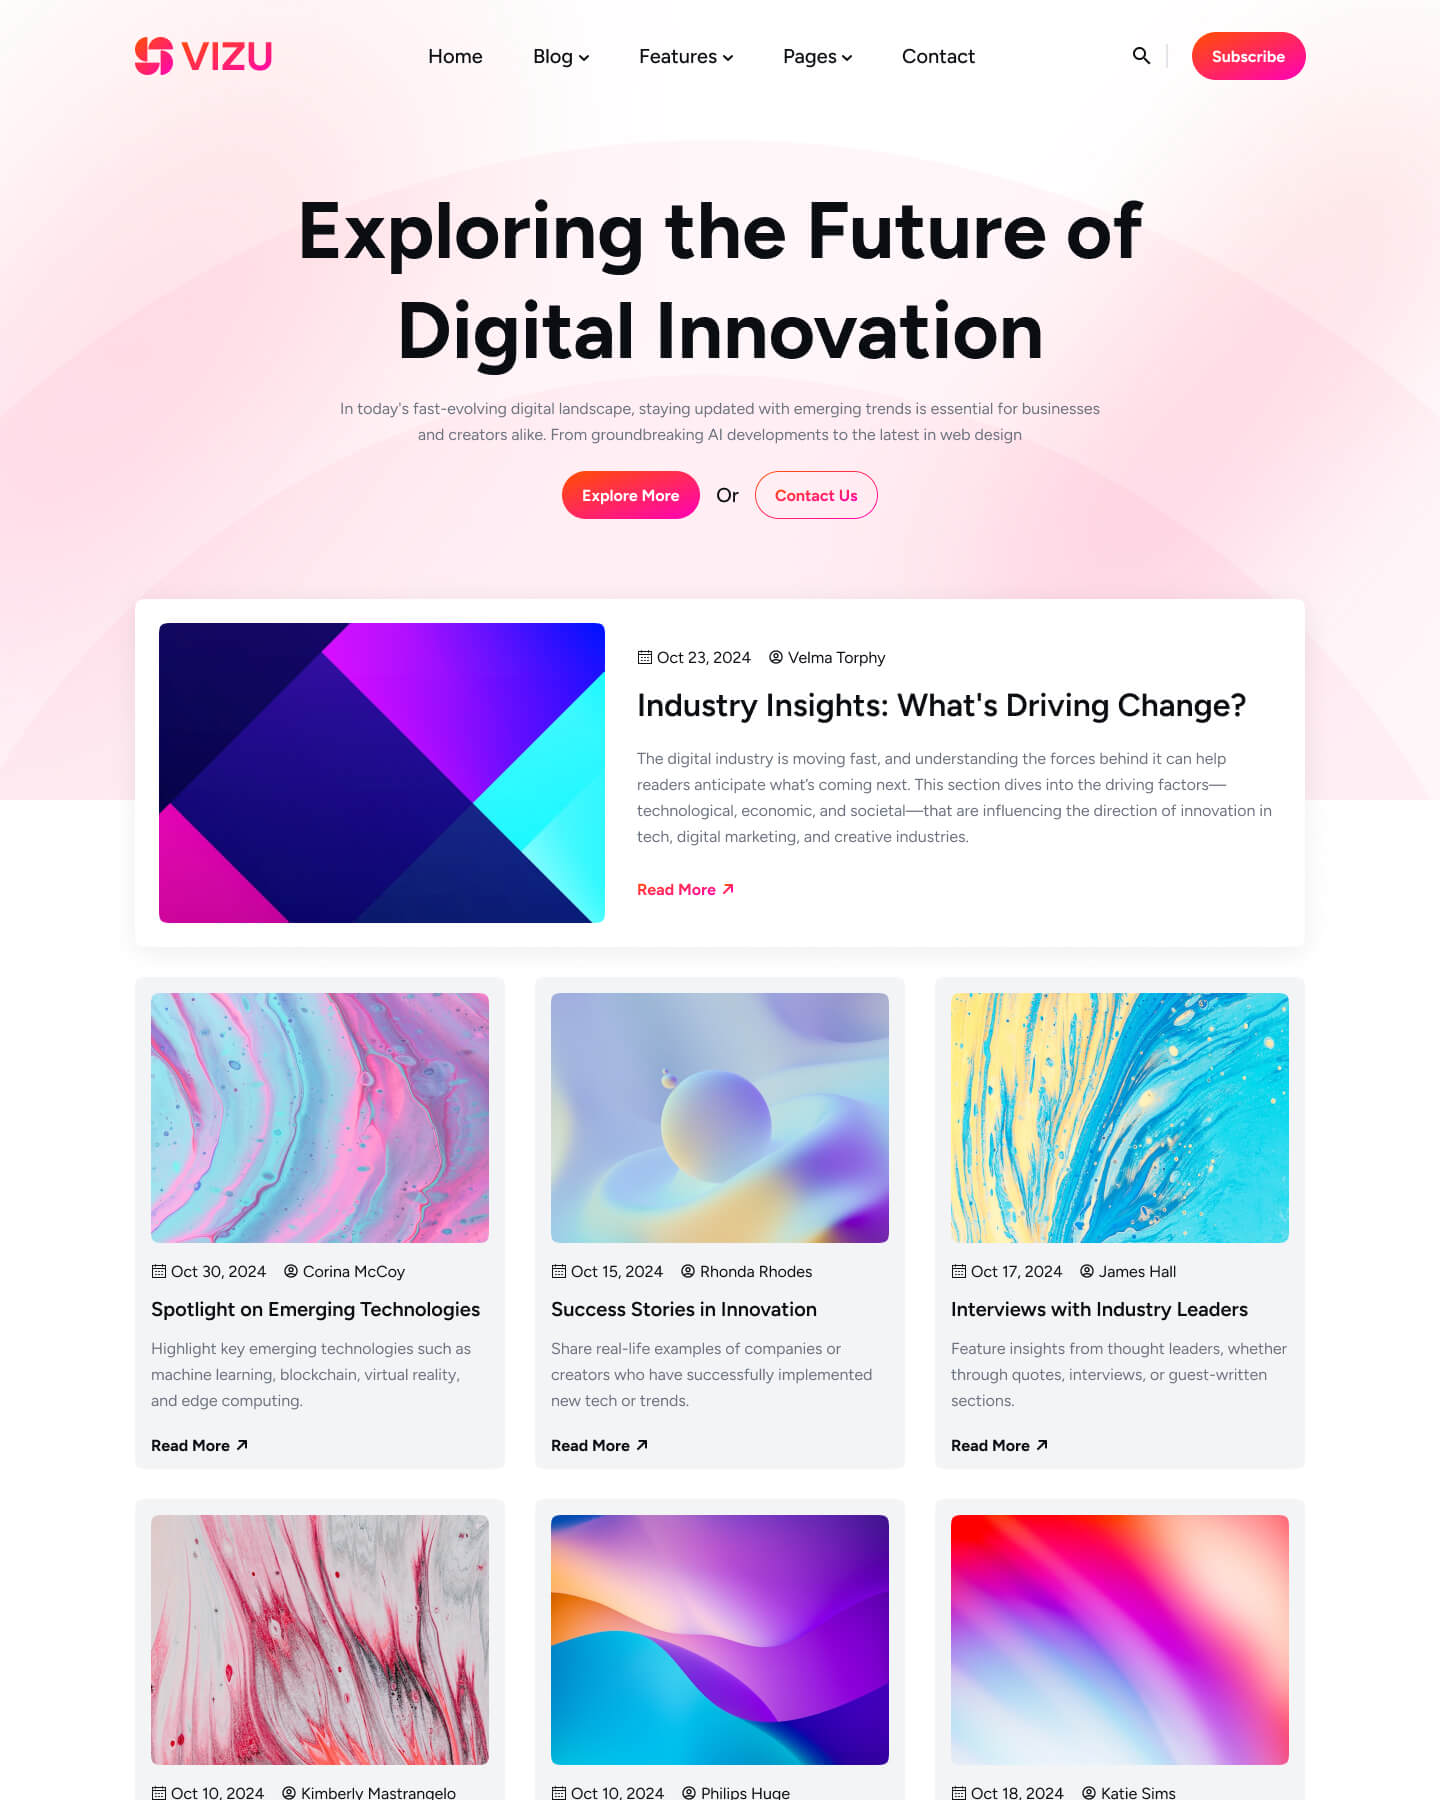 VIZU
Home Blog Features Pages Contact
Subscribe
Exploring the Future of
Digital Innovation
In today's fast-evolving digital landscape, staying updated with emerging trends is essential for businesses
and creators alike. From groundbreaking AI developments to the latest in web design
Explore More Or Contact Us
Oct 23, 2024 Velma Torphy
Industry Insights: What's Driving Change?
The digital industry is moving fast, and understanding the forces behind it can help
readers anticipate what’s coming next. This section dives into the driving factors—
technological, economic, and societal—that are influencing the direction of innovation in
tech, digital marketing, and creative industries.
Read More
Oct 30, 2024 Corina McCoy
Spotlight on Emerging Technologies
Highlight key emerging technologies such as
machine learning, blockchain, virtual reality,
and edge computing.
Read More
Oct 15, 2024 Rhonda Rhodes
Success Stories in Innovation
Share real-life examples of companies or
creators who have successfully implemented
new tech or trends.
Read More
Oct 17, 2024 James Hall
Interviews with Industry Leaders
Feature insights from thought leaders, whether
through quotes, interviews, or guest-written
sections.
Read More
Oct 10, 2024 Kimberly Mastrangelo
Oct 10, 2024 Philips Huge
Oct 18, 2024 Katie Sims